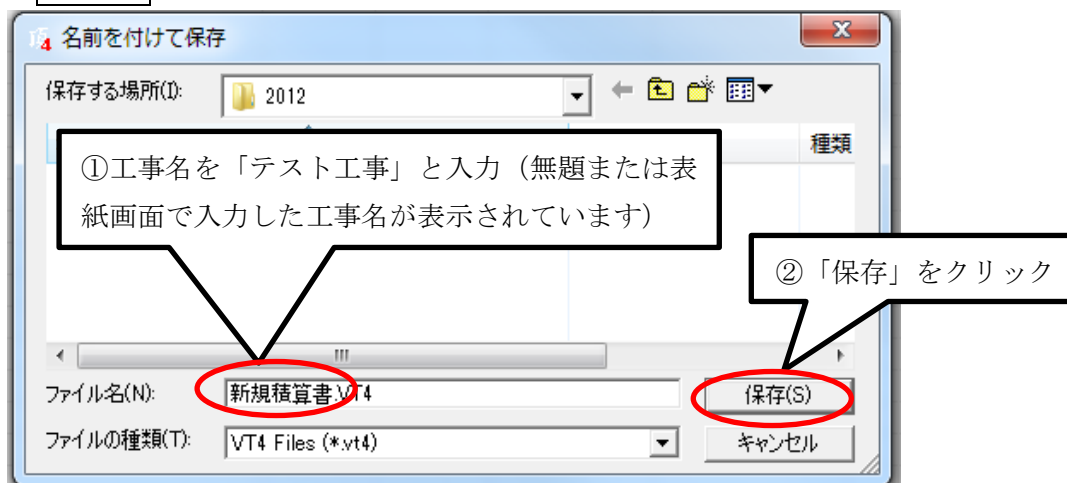 名前を付けて保存
保存する場所(I):
2012
種類
①工事名を「テスト工事」と入力（無題または表
紙画面で入力した工事名が表示されています）
②「保存」をクリック
ファイル名(N):
新規積算書.VT4
保存(S)
ファイルの種類(T):
VT4 Files (*.vt4)
キャンセル